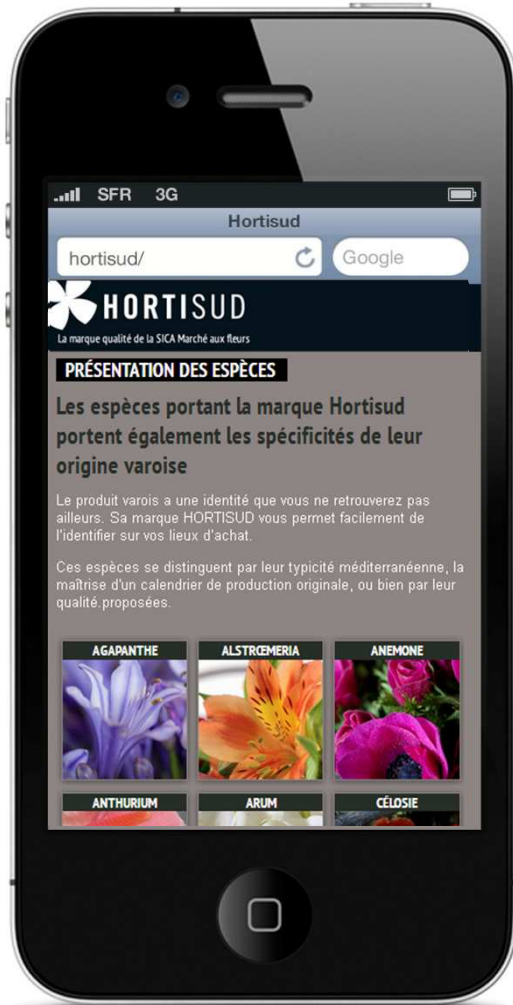 SFR 3G
Hortisud
hortisud/ Google
HORTISUD
La marque qualité de la SICA Marché aux fleurs
PRÉSENTATION DES ESPÈCES
Les espèces portant la marque Hortisud
portent également les spécificités de leur
origine varoise
Le produit varois a une identité que vous ne retrouverez pas
ailleurs. Sa marque HORTISUD vous permet facilement de
l'identifier sur vos lieux d'achat.
Ces espèces se distinguent par leur typicité méditerranéenne, la
maîtrise d'un calendrier de production originale, ou bien par leur
qualité.proposées.
AGAPANTHE ALSTRŒMERIA ANEMONE
ANTHURIUM ARUM CÉLOSIE